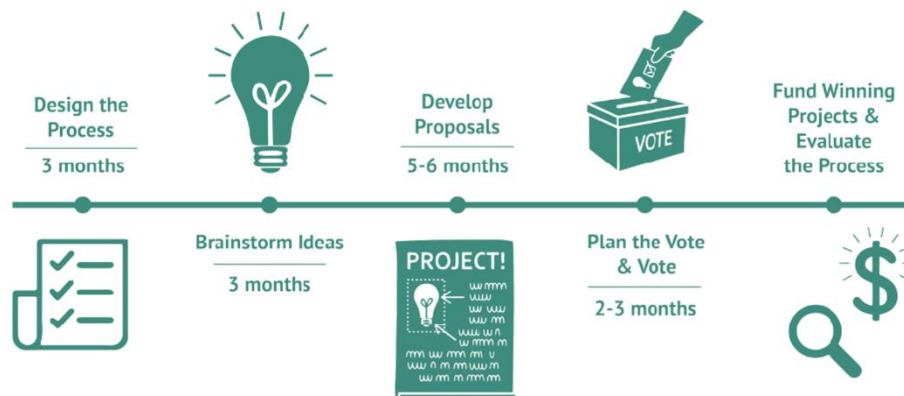 Design the
Process
3 months
Brainstorm Ideas
3 months
Develop
Proposals
5-6 months
PROJECT!
VOTE
Plan the Vote
& Vote
2-3 months
Fund Winning
Projects &
Evaluate
the Process
$